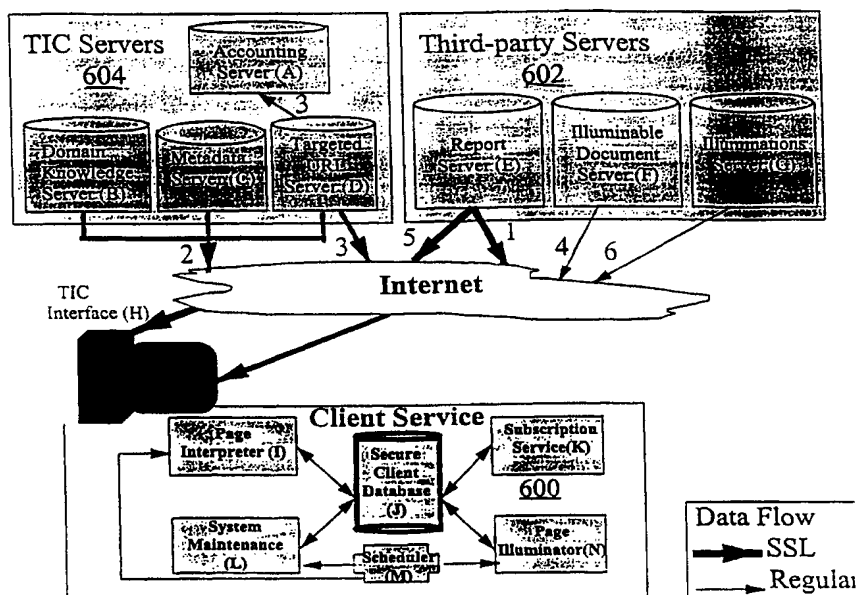 TIC Servers
604
Accounting
Server (A)
3
Domain
Knowledge
Server (B)
Metadata
Server (C)
Targeted
Server (D)
Third-party Servers
602
Report
Server (E)
Illuminable
Document
Server (F)
Illuminations
Server (G)
2
3
5
1
4
6
Internet
TIC
Interface (H)
Client Service
Page
Interpreter (I)
Secure
Client
Database
(J)
Subscription
Service(K)
600
System
Maintenance
(L)
Scheduler
(M)
Page
Illuminator(N)
Data Flow
SSL
Regular